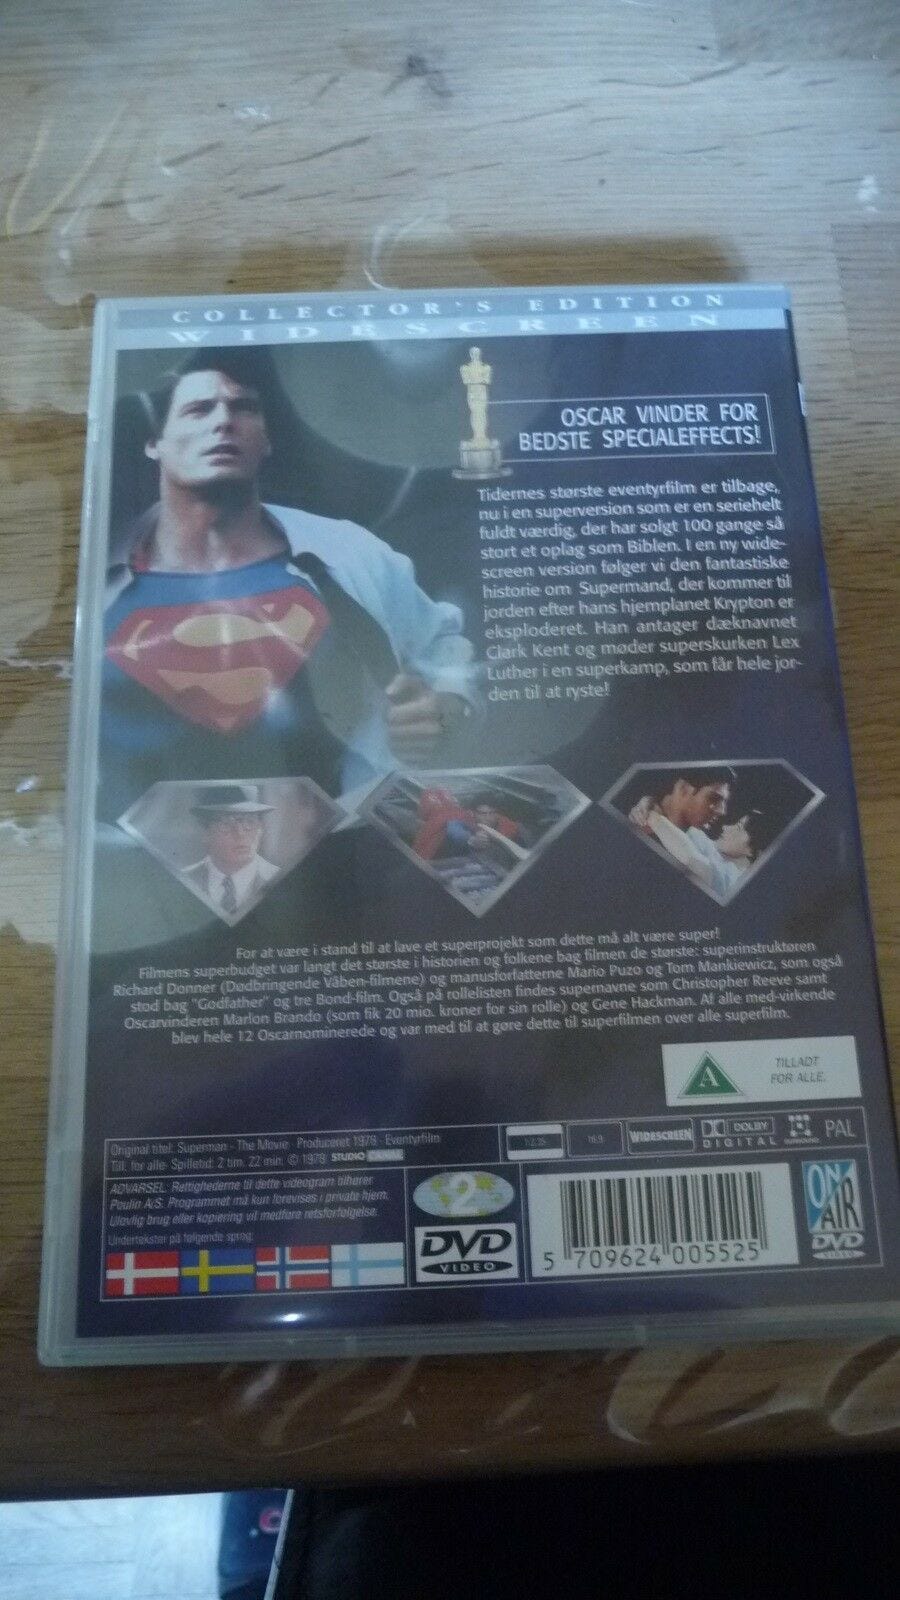 COLLECTOR'S EDITION
WIDESCREEN
OSCAR VINDER FOR
BEDSTE SPECIALEFFECTS!
Tidernes største eventyrfilm er tilbage,
nu i en superversion som er en seriehelt
fuldt værdig, der har solgt 100 gange så
stort et oplag som Biblen. I en ny wide-
screen version følger vi den fantastiske
historie om Supermand, der kommer til
jorden efter hans hjemplanet Krypton er
eksploderet. Han antager dæknavnet
Clark Kent og møder superskurken Lex
Luther i en superkamp, som får hele jor-
den til at ryste!
For at være i stand til at lave et superprojekt som dette må alt være super!
Filmens superbudget var langt det største i historien og folkene bag filmen de største: superinstruktøren
Richard Donner (Dødbringende Våben-filmene) og manusforfatterne Mario Puzo og Tom Mankiewicz, som også
stod bag "Godfather" og tre Bond-film. Også på rollelisten findes supernavne som Christopher Reeve samt
Oscarvinderen Marlon Brando (som fik 20 mio. kroner for sin rolle) og Gene Hackman. Af alle med-virkende
blev hele 12 Oscarnominerede og var med til at gøre dette til superfilmen over alle superfilm.
A
TILLADT
FOR ALLE.
Original titel: Superman - The Movie · Produceret 1978 · Eventyrfilm
Till. for alle · Spilletid: 2 tim. 22 min. © 1978 STUDIO CANAL
1:2.35
16:9
WIDESCREEN
DOLBY
DIGITAL
SURROUND
PAL
ADVARSEL: Rettighederne til dette videogram tilhører
Poulin A/S. Programmet må kun forevises i private hjem.
Ulovlig brug eller kopiering vil medføre retsforfølgelse.
Undertekster på følgende sprog:
2
DVD
VIDEO
5 709624 005525
ON
AIR
DVD
VIDEO